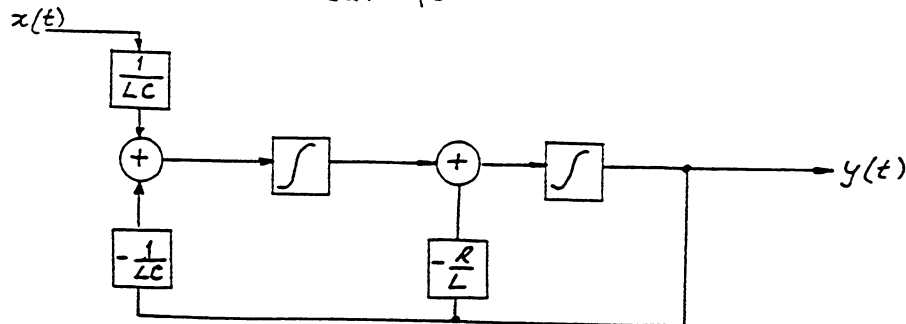 x(t)
1/LC
+
∫
+
∫
y(t)
-1/LC
-R/L